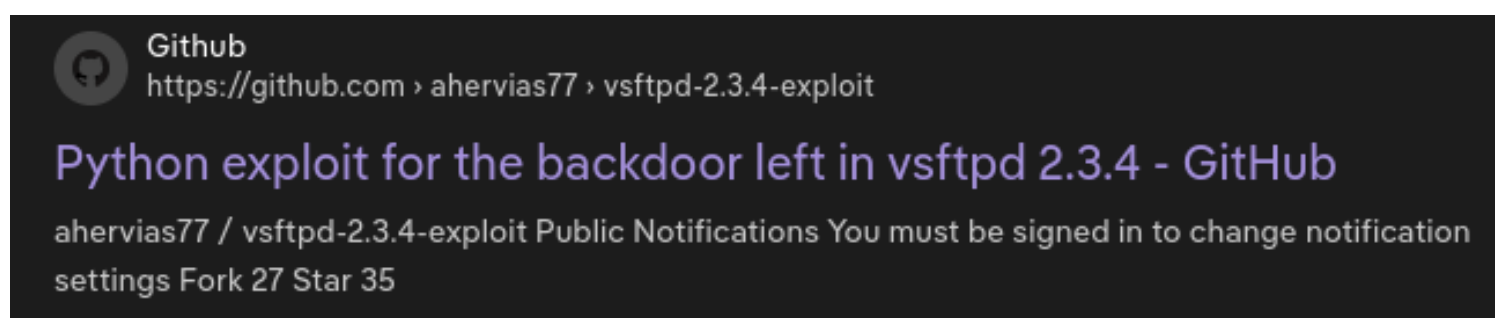 Github
https://github.com › ahervias77 › vsftpd-2.3.4-exploit
Python exploit for the backdoor left in vsftpd 2.3.4 - GitHub
ahervias77 / vsftpd-2.3.4-exploit Public Notifications You must be signed in to change notification
settings Fork 27 Star 35